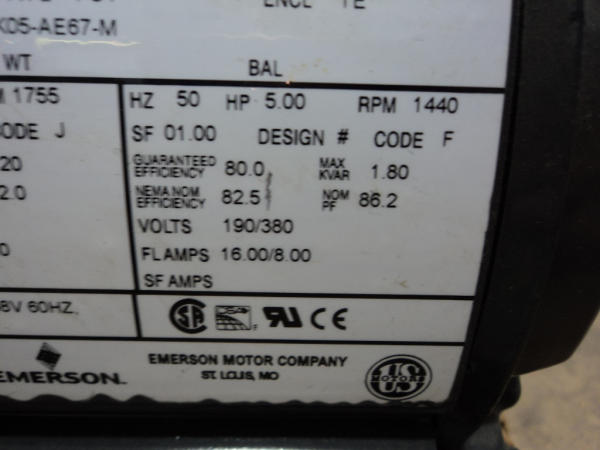 ENCL TE
K05-AE67-M
WT
BAL
M 1755
HZ 50 HP 5.00 RPM 1440
ODE J
SF 01.00 DESIGN # CODE F
20
GUARANTEED EFFICIENCY 80.0 MAX KVAR 1.80
2.0
NEMA NOM EFFICIENCY 82.5 NOM PF 86.2
VOLTS 190/380
0
FL AMPS 16.00/8.00
SF AMPS
8V 60HZ.
EMERSON MOTOR COMPANY
ST. LOUIS, MO
EMERSON.
US
MOTORS